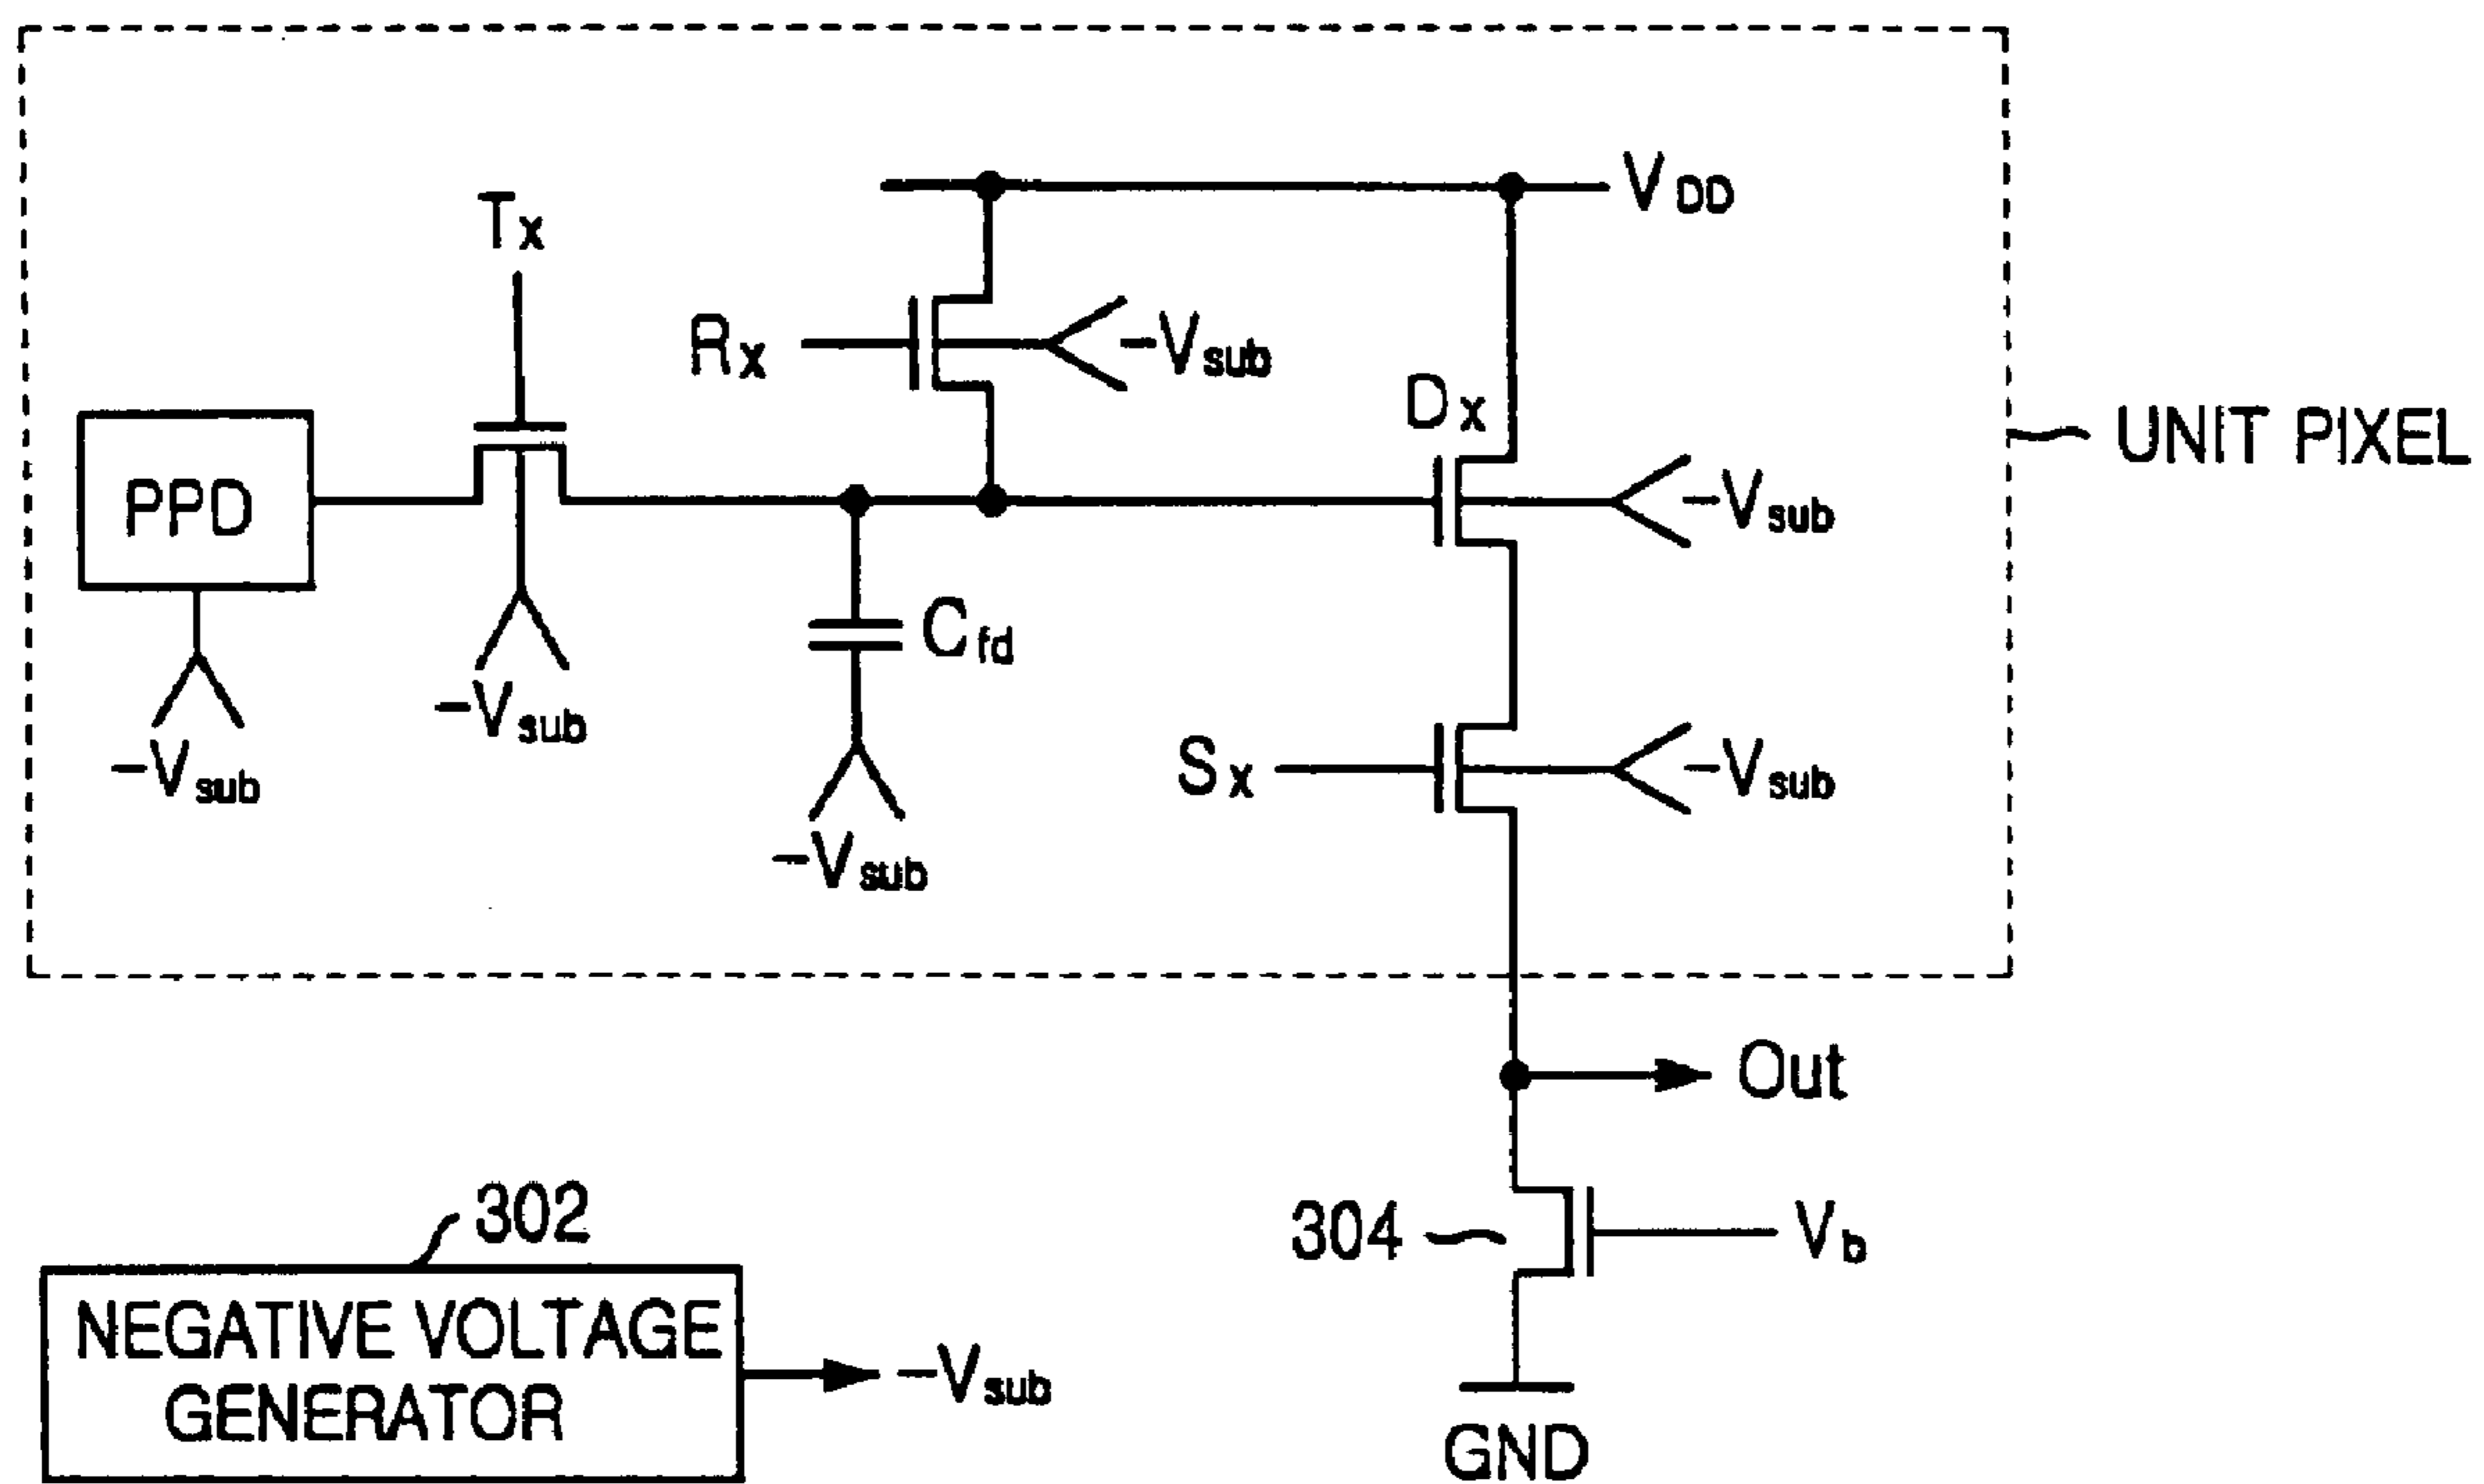 VDD
Tx
Rx
-Vsub
Dx
UNIT PIXEL
PPD
-Vsub
Cfd
-Vsub
-Vsub
Sx
-Vsub
-Vsub
Out
302
304
Vb
NEGATIVE VOLTAGE
GENERATOR
-Vsub
GND